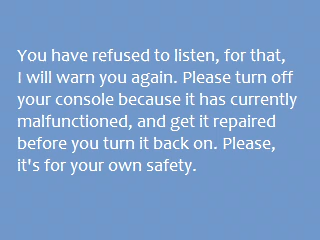 You have refused to listen, for that,
I will warn you again. Please turn off
your console because it has currently
malfunctioned, and get it repaired
before you turn it back on. Please,
it's for your own safety.